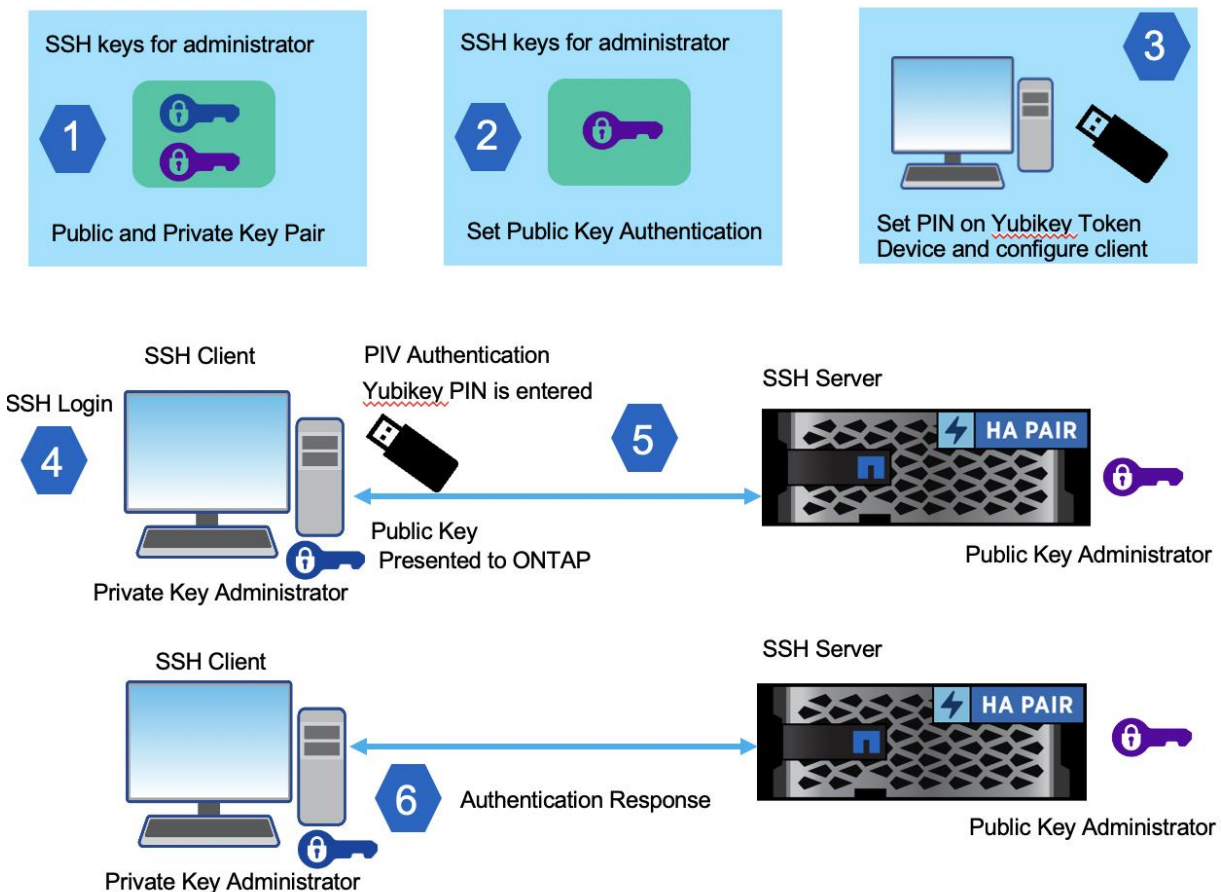 SSH keys for administrator
1
Public and Private Key Pair
SSH keys for administrator
2
Set Public Key Authentication
3
Set PIN on Yubikey Token
Device and configure client
SSH Client
SSH Login
4
PIV Authentication
Yubikey PIN is entered
5
Public Key
Presented to ONTAP
Private Key Administrator
SSH Server
HA PAIR
Public Key Administrator
SSH Client
6
Authentication Response
Private Key Administrator
SSH Server
HA PAIR
Public Key Administrator